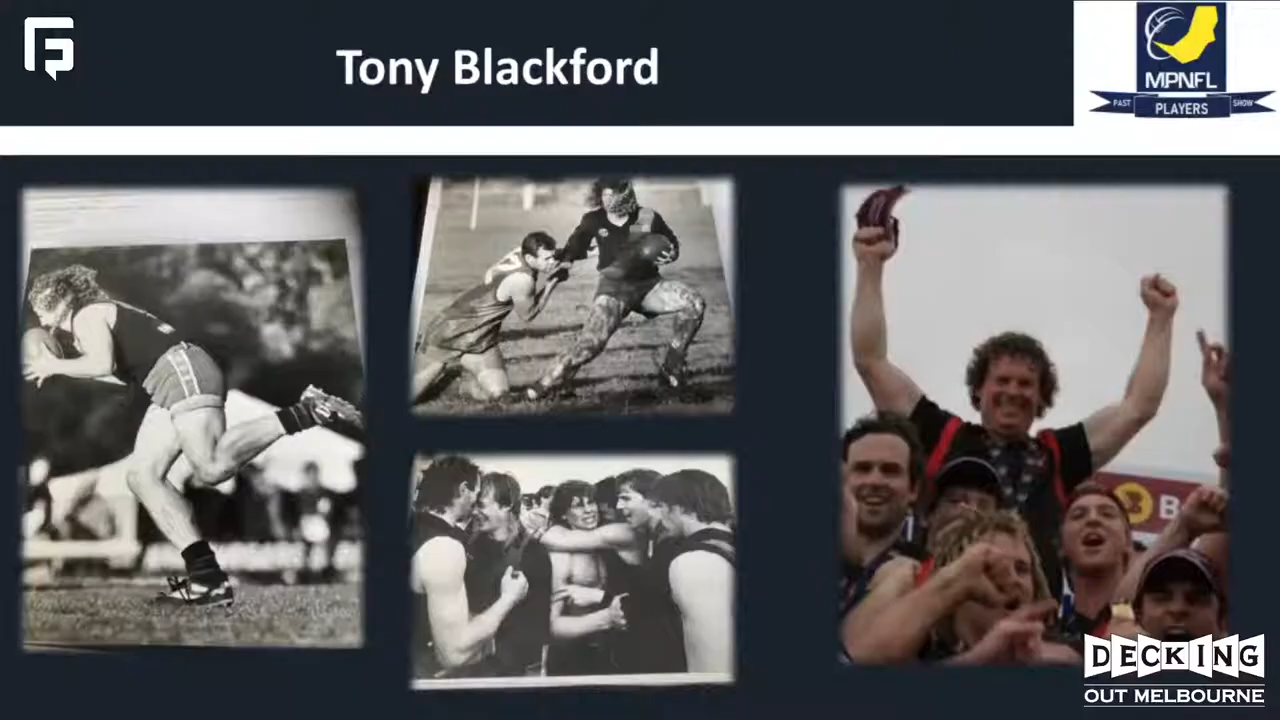 Tony Blackford
MPNFL
PAST PLAYERS SHOW
B
DECKING
OUT MELBOURNE